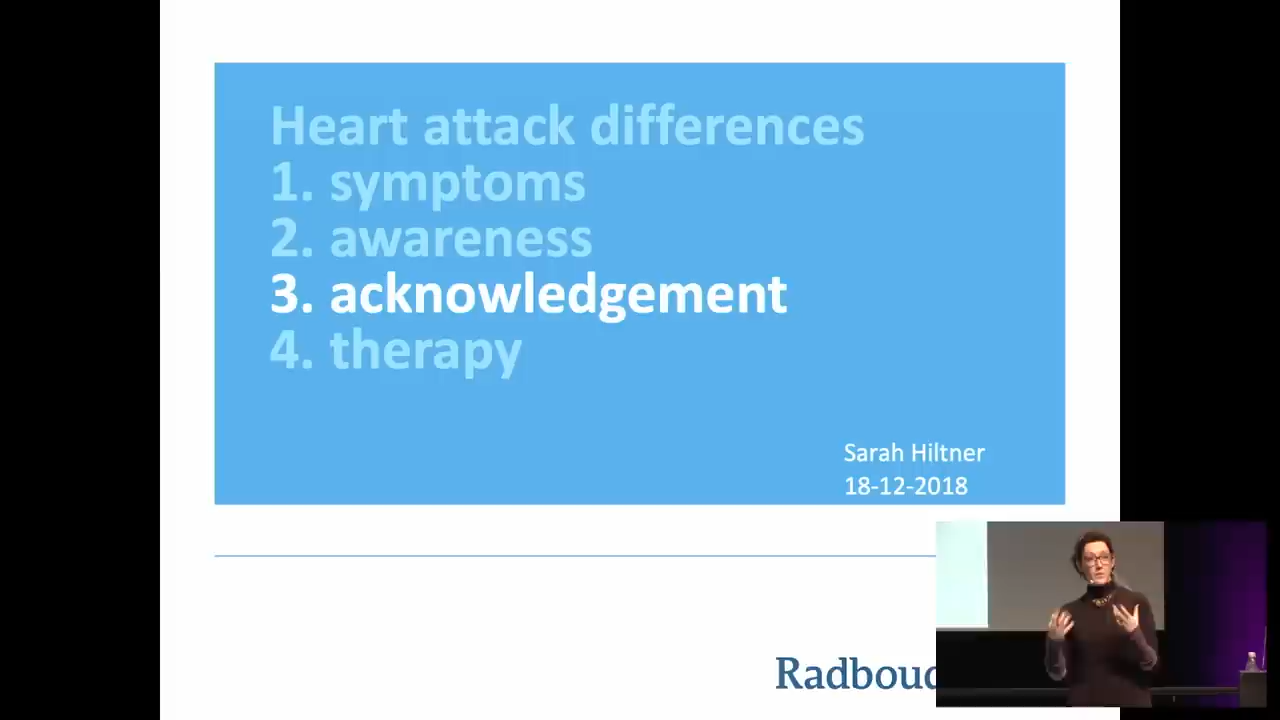 Heart attack differences
1. symptoms
2. awareness
3. acknowledgement
4. therapy
Sarah Hiltner
18-12-2018
Radboud